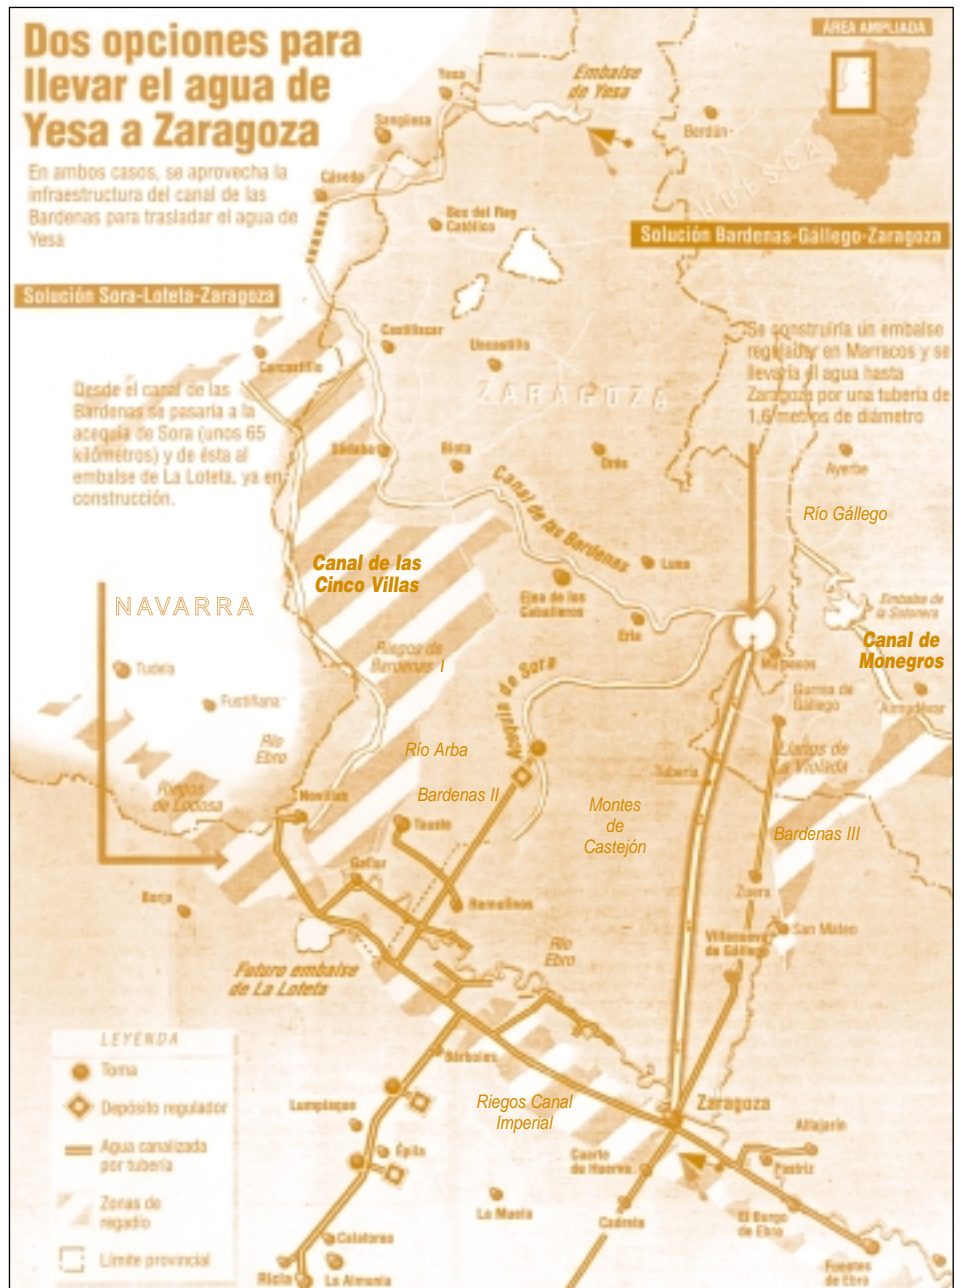 Dos opciones para
llevar el agua de
Yesa a Zaragoza
En ambos casos, se aprovecha la
infraestructura del canal de las
Bardenas para trasladar el agua de
Yesa
ÁREA AMPLIADA
Yesa
Embalse
de Yesa
Sangüesa
Berdún
Cáseda
HUESCA
Sos del Rey
Católico
Solución Bardenas-Gállego-Zaragoza
Solución Sora-Loteta-Zaragoza
Se construiría un embalse
regulador en Marracos y se
llevaría el agua hasta
Zaragoza por una tubería de
1,6 metros de diámetro
Castiliscar
Uncastillo
Carcastillo
ZARAGOZA
Desde el canal de las
Bardenas se pasaría a la
acequia de Sora (unos 65
kilómetros) y de ésta al
embalse de La Loteta, ya en
construcción.
Sádaba
Biota
Orés
Ayerbe
Canal de las Bardenas
Río Gállego
Canal de las
Cinco Villas
Luna
Ejea de los
Caballeros
Embalse de
la Sotonera
NAVARRA
Erla
Canal de
Monegros
Riegos de
Bardenas I
Marracos
Tudela
Acequia de Sora
Gurrea de
Gállego
Almudévar
Fustiñana
Río
Ebro
Río Arba
Llanos de
La Violada
Tubería
Riegos
de Lodosa
Novillas
Bardenas II
Montes
de
Castejón
Tauste
Bardenas III
Gallur
Zuera
Borja
Remolinos
San Mateo
Villanueva
de Gállego
Río
Ebro
Futuro embalse
de La Loteta
LEYENDA
Toma
Depósito regulador
Agua canalizada
por tubería
Zonas de
regadío
Límite provincial
Bárboles
Lumpiaque
Riegos Canal
Imperial
Zaragoza
Alfajarín
Épila
Cuarte
de Huerva
Pastriz
La Muela
Cadrete
El Burgo
de Ebro
Calatorao
Ricla
La Almunia
Fuentes
de Ebro